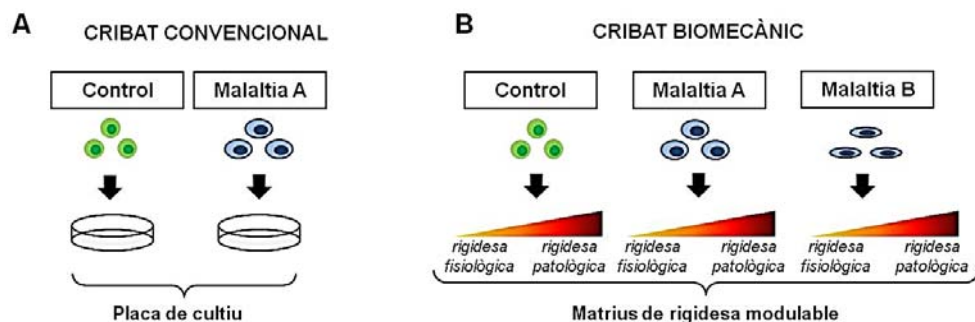 A
CRIBAT CONVENCIONAL
Control
Malaltia A
Placa de cultiu
B
CRIBAT BIOMECÀNIC
Control
Malaltia A
Malaltia B
rigidesa
fisiològica
rigidesa
patològica
rigidesa
fisiològica
rigidesa
patològica
rigidesa
fisiològica
rigidesa
patològica
Matrius de rigidesa modulable